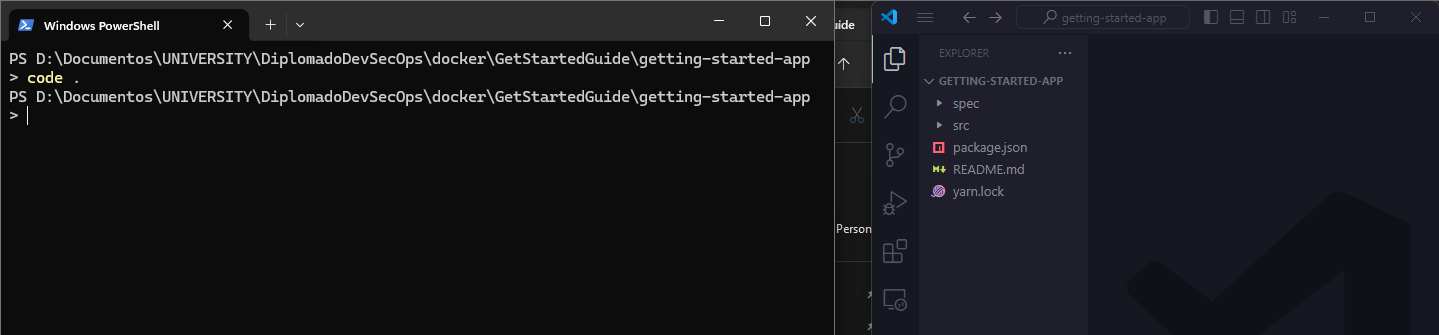 Windows PowerShell
PS D:\Documentos\UNIVERSITY\DiplomadoDevSecOps\docker\GetStartedGuide\getting-started-app
> code .
PS D:\Documentos\UNIVERSITY\DiplomadoDevSecOps\docker\GetStartedGuide\getting-started-app
>
uide
Person
getting-started-app
EXPLORER
GETTING-STARTED-APP
spec
src
package.json
README.md
yarn.lock